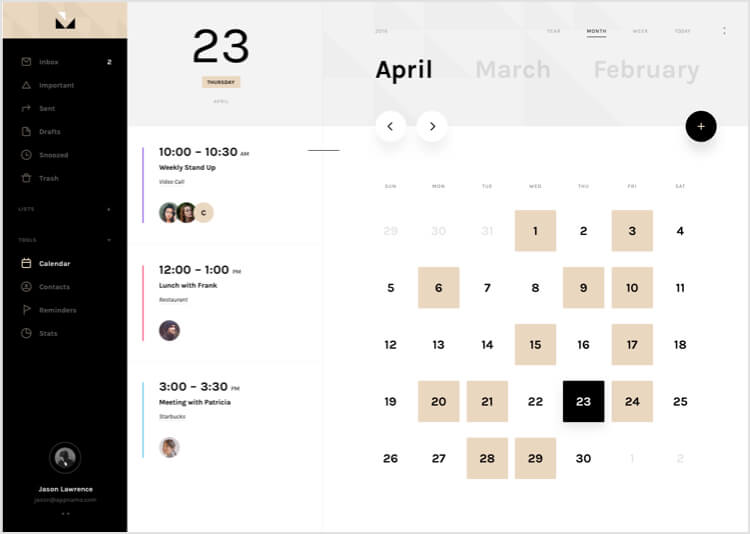 Inbox 2
Important
Sent
Drafts
Snoozed
Trash
LISTS +
TOOLS
Calendar
Contacts
Reminders
Stats
Jason Lawrence
jason@appnamo.com
23
THURSDAY
APRIL
10:00 – 10:30 AM
Weekly Stand Up
Video Call
C
12:00 – 1:00 PM
Lunch with Frank
Restaurant
3:00 – 3:30 PM
Meeting with Patricia
Starbucks
YEAR MONTH WEEK TODAY
April March February
+
SUN MON TUE WED THU FRI SAT
29 30 31 1 2 3 4
5 6 7 8 9 10 11
12 13 14 15 16 17 18
19 20 21 22 23 24 25
26 27 28 29 30 1 2